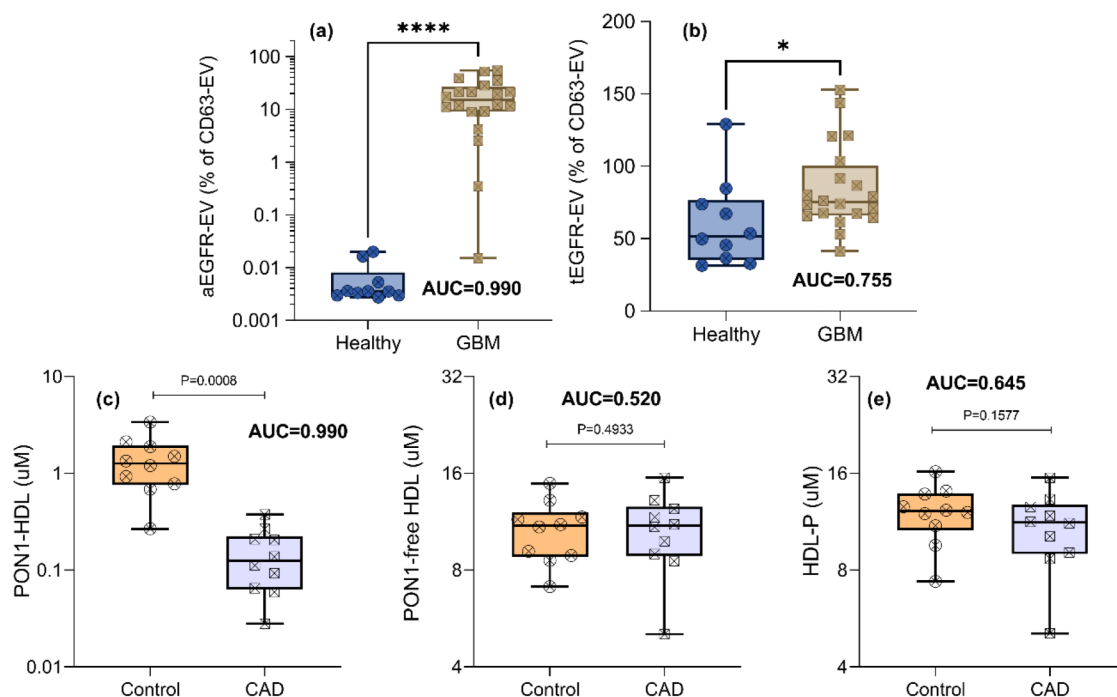 (a)
****
aEGFR-EV (% of CD63-EV)
100
10
1
0.1
0.01
0.001
AUC=0.990
Healthy
GBM
(b)
*
tEGFR-EV (% of CD63-EV)
200
150
100
50
0
AUC=0.755
Healthy
GBM
(c)
P=0.0008
AUC=0.990
PON1-HDL (uM)
10
1
0.1
0.01
Control
CAD
(d)
AUC=0.520
P=0.4933
PON1-free HDL (uM)
32
16
8
4
Control
CAD
(e)
AUC=0.645
P=0.1577
HDL-P (uM)
32
16
8
4
Control
CAD